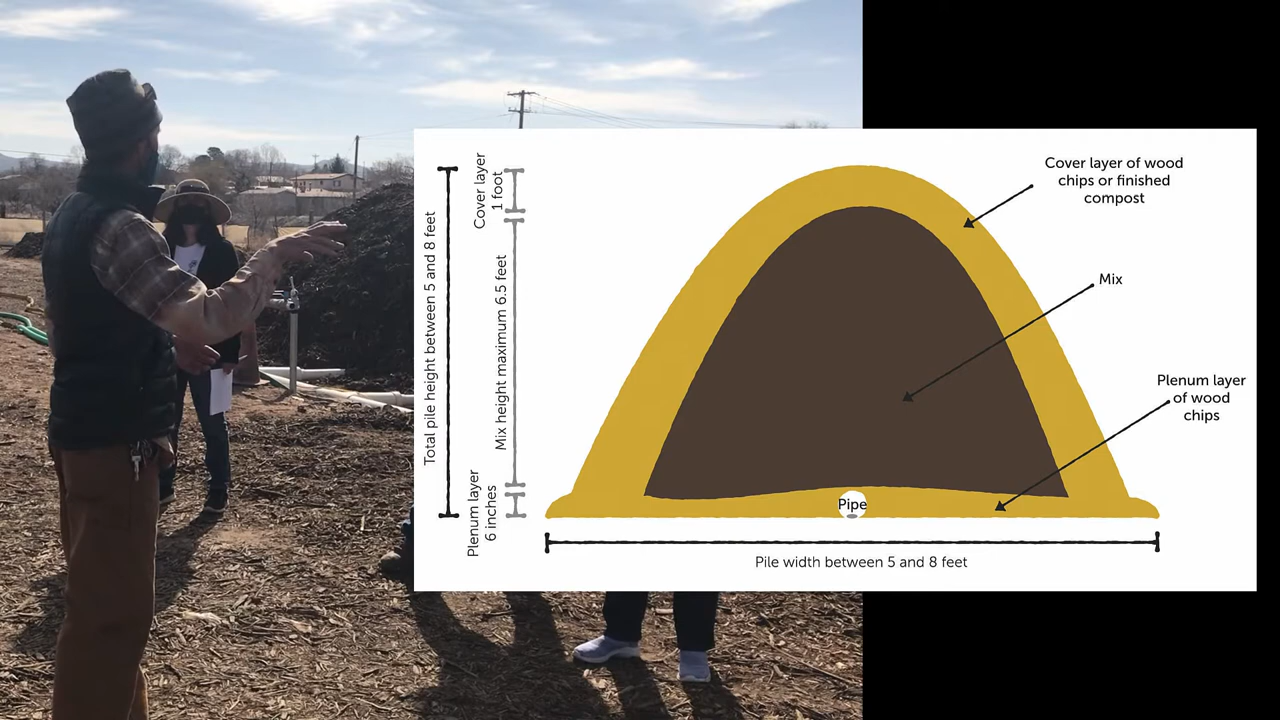 Total pile height between 5 and 8 feet
Cover layer
1 foot
Mix height maximum 6.5 feet
Plenum layer
6 inches
Cover layer of wood
chips or finished
compost
Mix
Plenum layer
of wood
chips
Pipe
Pile width between 5 and 8 feet